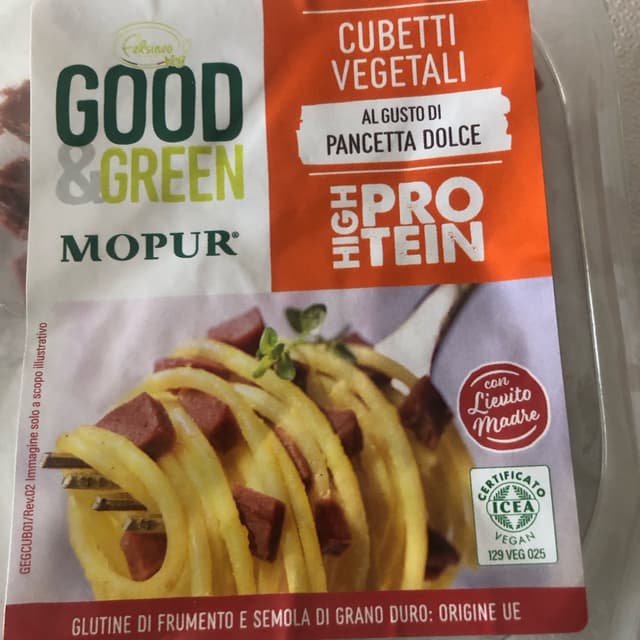 Felsineo
GOOD
&GREEN
MOPUR®
CUBETTI
VEGETALI
AL GUSTO DI
PANCETTA DOLCE
HIGH
PRO
TEIN
GEGCUB01/Rev.02 Immagine solo a scopo illustrativo
con
Lievito
Madre
CERTIFICATO
ICEA
VEGAN
129 VEG 025
GLUTINE DI FRUMENTO E SEMOLA DI GRANO DURO: ORIGINE UE